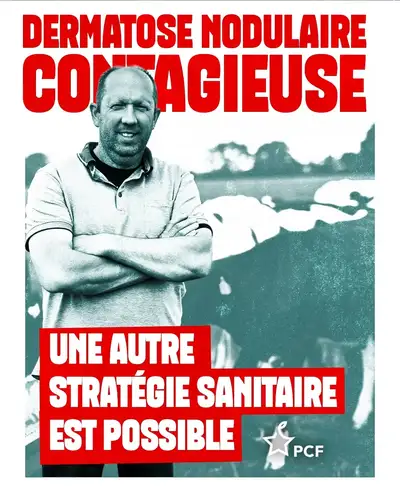 DERMATOSE NODULAIRE
CONTAGIEUSE
UNE AUTRE
STRATÉGIE SANITAIRE
EST POSSIBLE
PCF